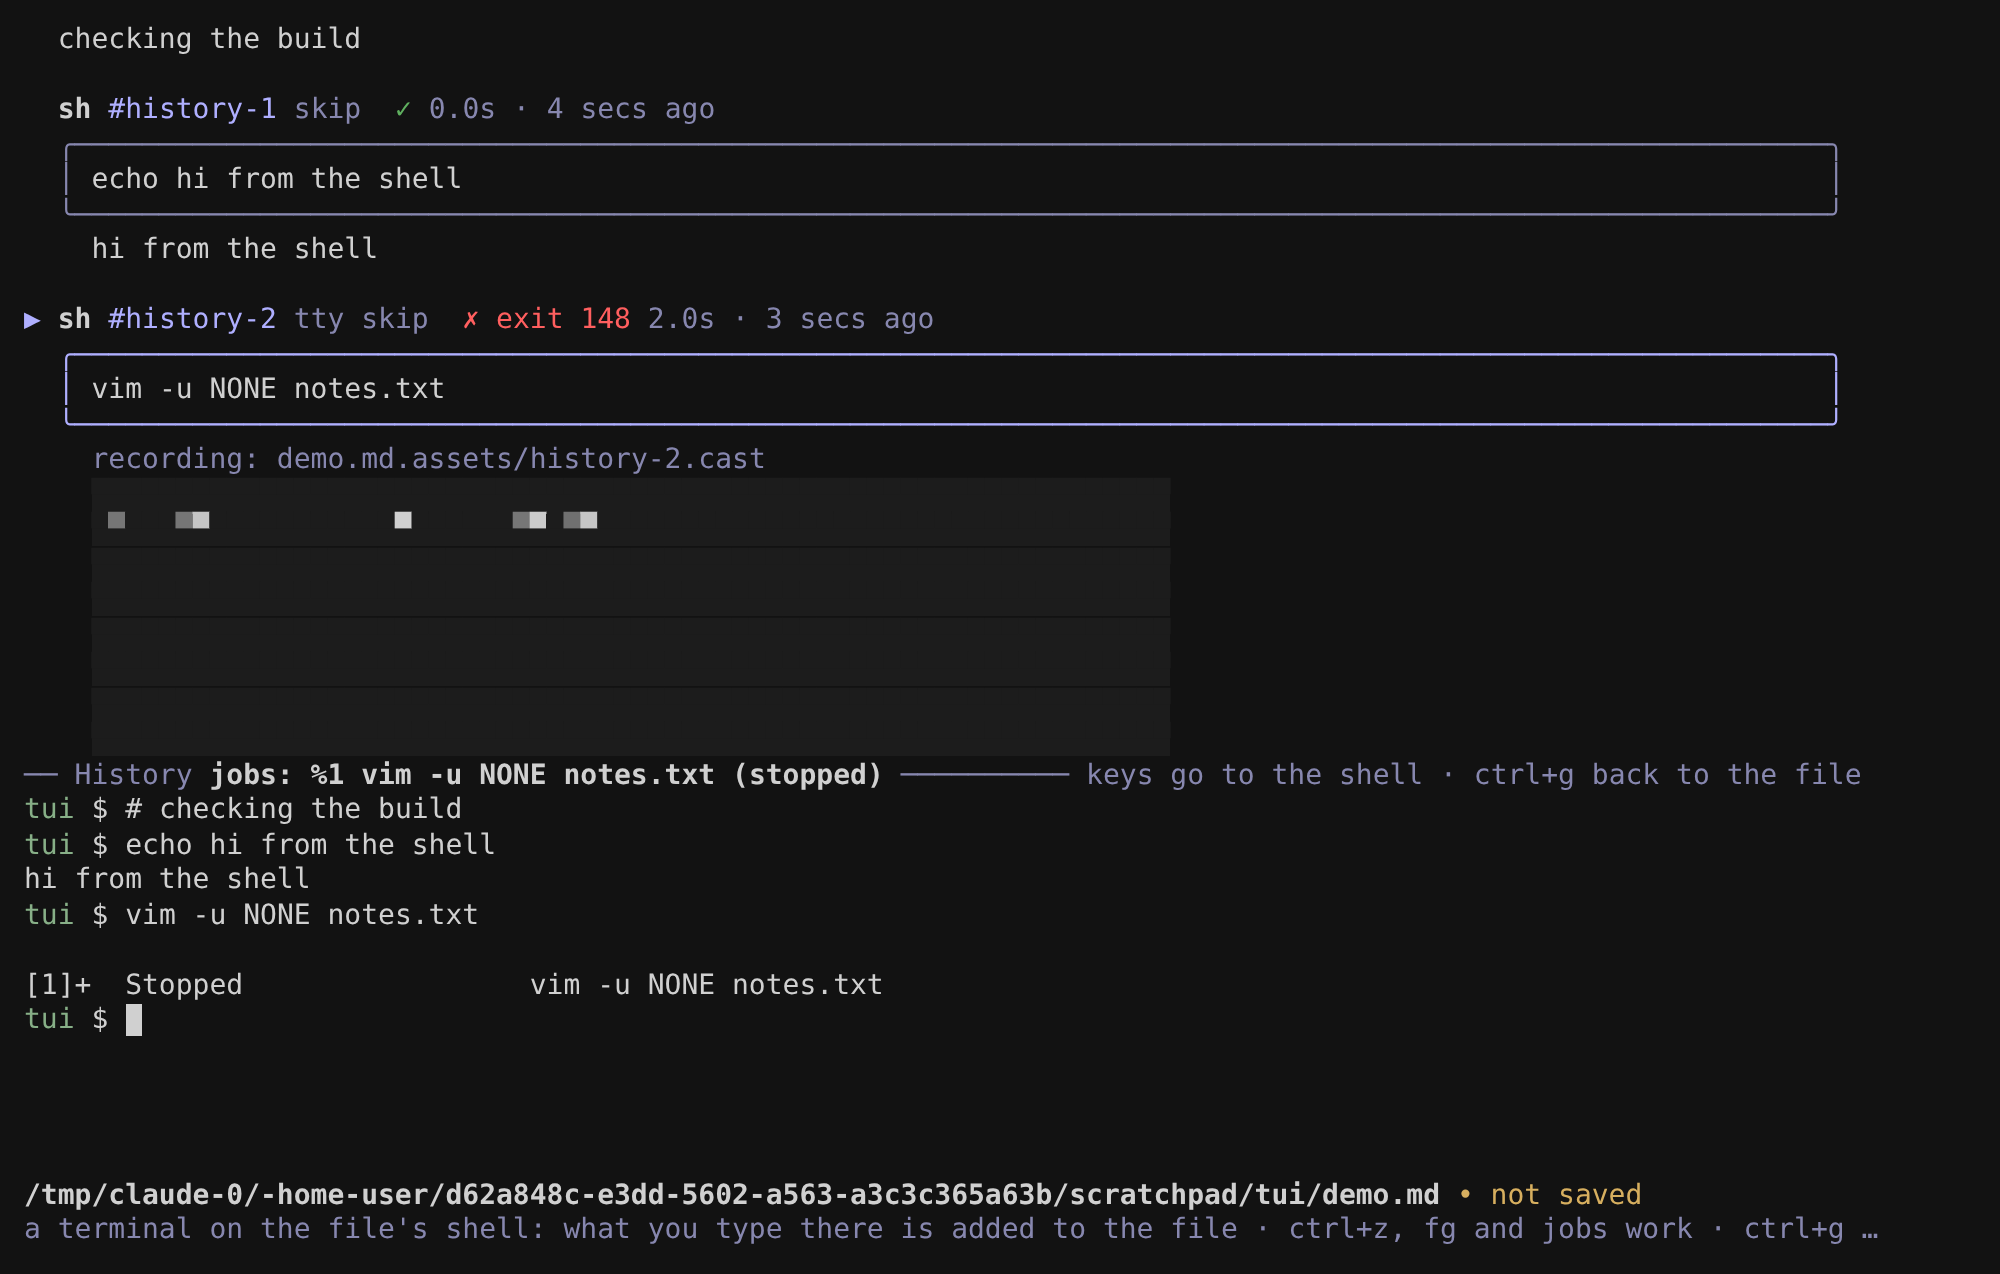 checking the build
sh #history-1 skip ✓ 0.0s · 4 secs ago
echo hi from the shell
hi from the shell
▶ sh #history-2 tty skip ✗ exit 148 2.0s · 3 secs ago
vim -u NONE notes.txt
recording: demo.md.assets/history-2.cast
── History jobs: %1 vim -u NONE notes.txt (stopped) ────────── keys go to the shell · ctrl+g back to the file
tui $ # checking the build
tui $ echo hi from the shell
hi from the shell
tui $ vim -u NONE notes.txt
[1]+  Stopped                 vim -u NONE notes.txt
tui $
/tmp/claude-0/-home-user/d62a848c-e3dd-5602-a563-a3c3c365a63b/scratchpad/tui/demo.md • not saved
a terminal on the file's shell: what you type there is added to the file · ctrl+z, fg and jobs work · ctrl+g …